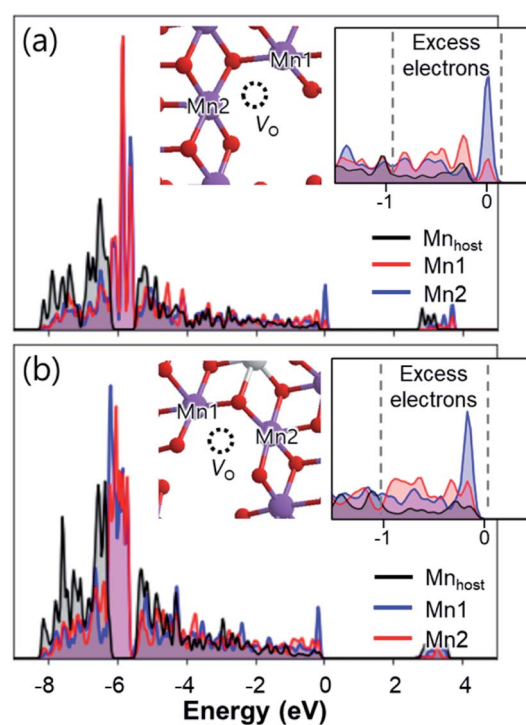 (a)
Mn1
Mn2
VO
Excess
electrons
-1
0
Mnhost
Mn1
Mn2
(b)
Mn1
Mn2
VO
Excess
electrons
-1
0
Mnhost
Mn1
Mn2
-8
-6
-4
-2
0
2
4
Energy (eV)